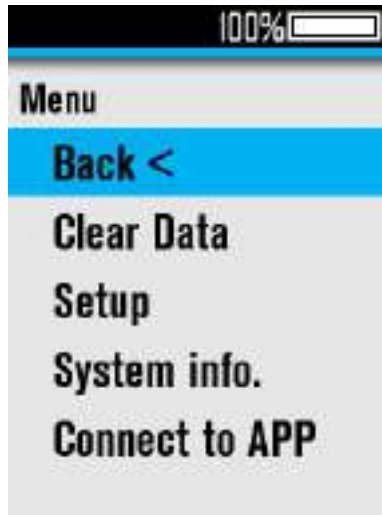 100%
Menu
Back <
Clear Data
Setup
System info.
Connect to APP